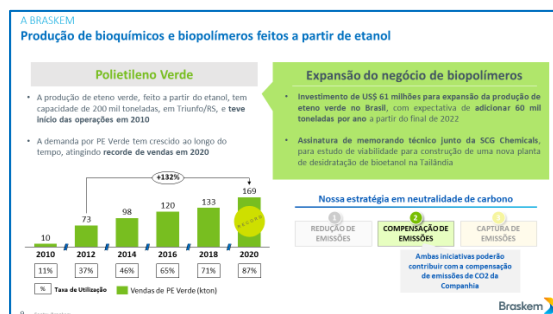 A BRASKEM
Produção de bioquímicos e biopolímeros feitos a partir de etanol
Polietileno Verde
• A produção de eteno verde, feito a partir do etanol, tem
capacidade de 200 mil toneladas, em Triunfo/RS, e teve
início das operações em 2010
• A demanda por PE Verde tem crescido ao longo do
tempo, atingindo recorde de vendas em 2020
+132%
10
73
98
120
133
169
RECORD
2010 2012 2014 2016 2018 2020
11% 37% 46% 65% 71% 87%
% Taxa de Utilização Vendas de PE Verde (kton)
Expansão do negócio de biopolímeros
• Investimento de US$ 61 milhões para expansão da produção de
eteno verde no Brasil, com expectativa de adicionar 60 mil
toneladas por ano a partir do final de 2022
• Assinatura de memorando técnico junto da SCG Chemicals,
para estudo de viabilidade para construção de uma nova planta
de desidratação de bioetanol na Tailândia
Nossa estratégia em neutralidade de carbono
1 2 3
REDUÇÃO DE
EMISSÕES
COMPENSAÇÃO DE
EMISSÕES
CAPTURA DE
EMISSÕES
Ambas iniciativas poderão
contribuir com a compensação
de emissões de CO2 da
Companhia
Braskem